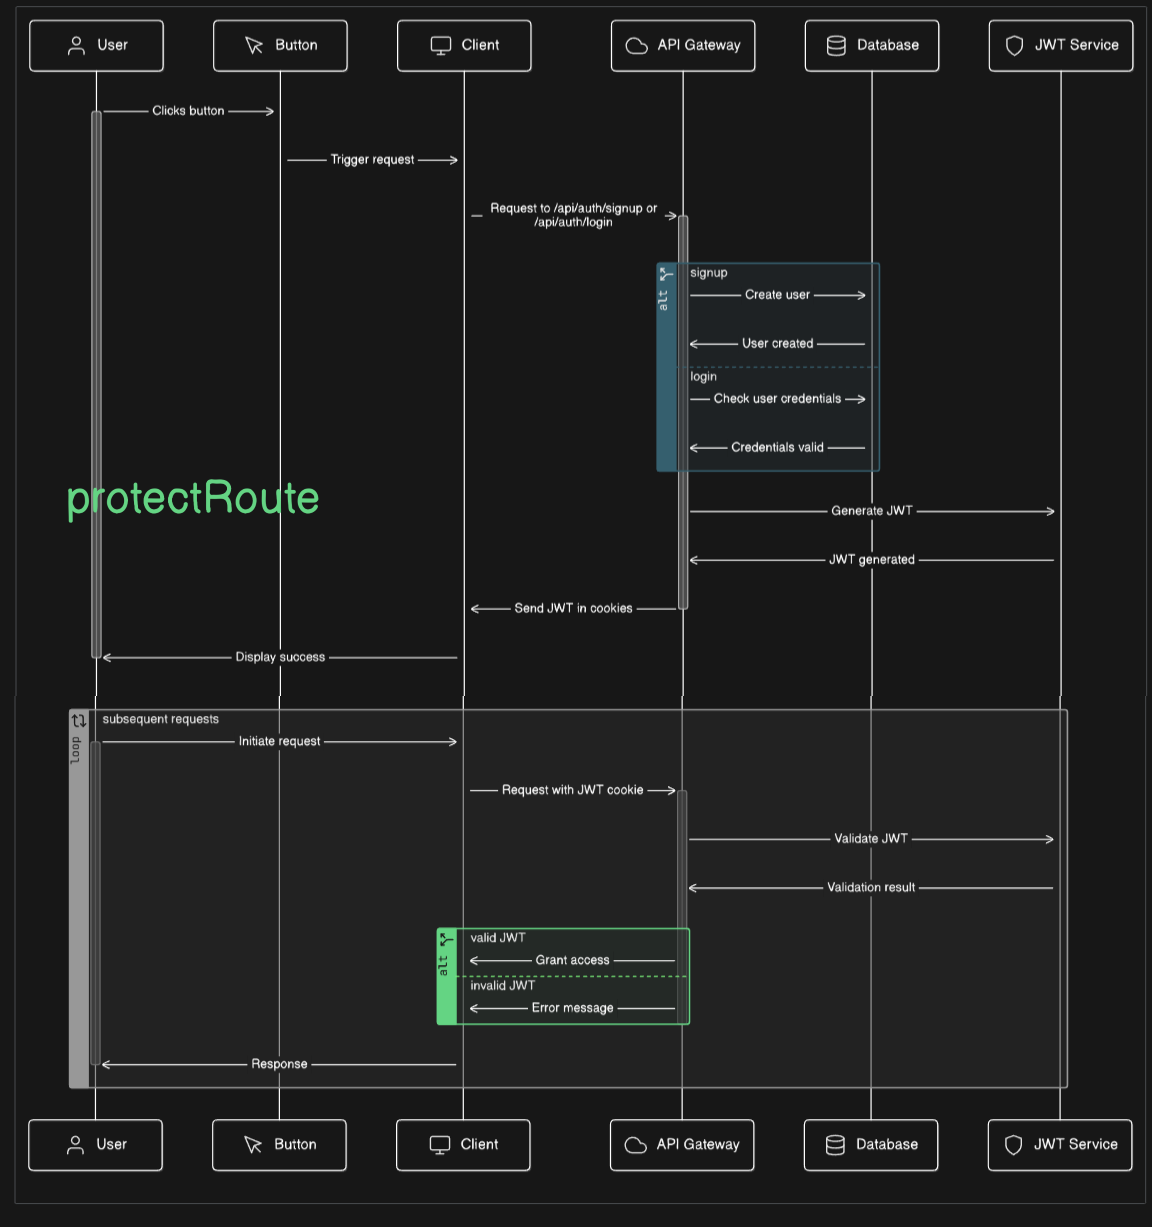 User
Button
Client
API Gateway
Database
JWT Service
Clicks button
Trigger request
Request to /api/auth/signup or
/api/auth/login
alt
signup
Create user
User created
login
Check user credentials
Credentials valid
protectRoute
Generate JWT
JWT generated
Send JWT in cookies
Display success
loop
subsequent requests
Initiate request
Request with JWT cookie
Validate JWT
Validation result
alt
valid JWT
Grant access
invalid JWT
Error message
Response
User
Button
Client
API Gateway
Database
JWT Service